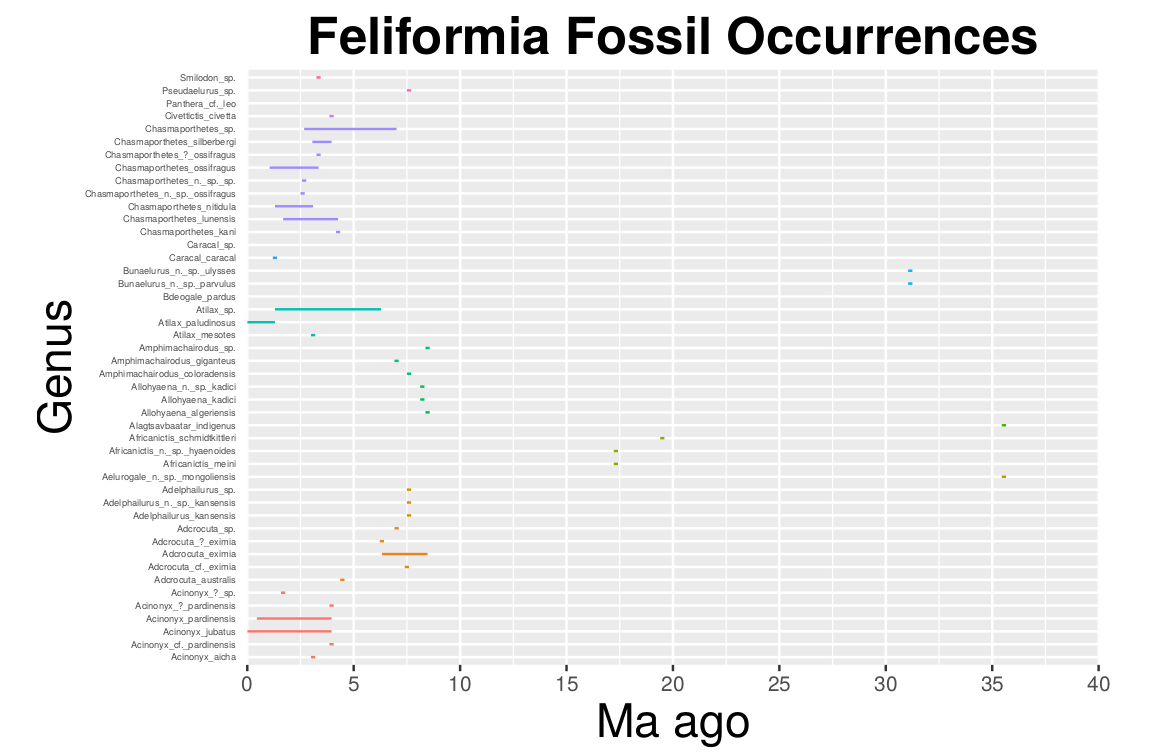 Feliformia Fossil Occurrences
Genus
Smilodon_sp.
Pseudaelurus_sp.
Panthera_cf._leo
Civettictis_civetta
Chasmaporthetes_sp.
Chasmaporthetes_silberbergi
Chasmaporthetes_?_ossifragus
Chasmaporthetes_ossifragus
Chasmaporthetes_n._sp._sp.
Chasmaporthetes_n._sp._ossifragus
Chasmaporthetes_nitidula
Chasmaporthetes_lunensis
Chasmaporthetes_kani
Caracal_sp.
Caracal_caracal
Bunaelurus_n._sp._ulysses
Bunaelurus_n._sp._parvulus
Bdeogale_pardus
Atilax_sp.
Atilax_paludinosus
Atilax_mesotes
Amphimachairodus_sp.
Amphimachairodus_giganteus
Amphimachairodus_coloradensis
Allohyaena_n._sp._kadici
Allohyaena_kadici
Allohyaena_algeriensis
Alagtsavbaatar_indigenus
Africanictis_schmidtkittleri
Africanictis_n._sp._hyaenoides
Africanictis_meini
Aelurogale_n._sp._mongoliensis
Adelphailurus_sp.
Adelphailurus_n._sp._kansensis
Adelphailurus_kansensis
Adcrocuta_sp.
Adcrocuta_?_eximia
Adcrocuta_eximia
Adcrocuta_cf._eximia
Adcrocuta_australis
Acinonyx_?_sp.
Acinonyx_?_pardinensis
Acinonyx_pardinensis
Acinonyx_jubatus
Acinonyx_cf._pardinensis
Acinonyx_aicha
0 5 10 15 20 25 30 35 40
Ma ago